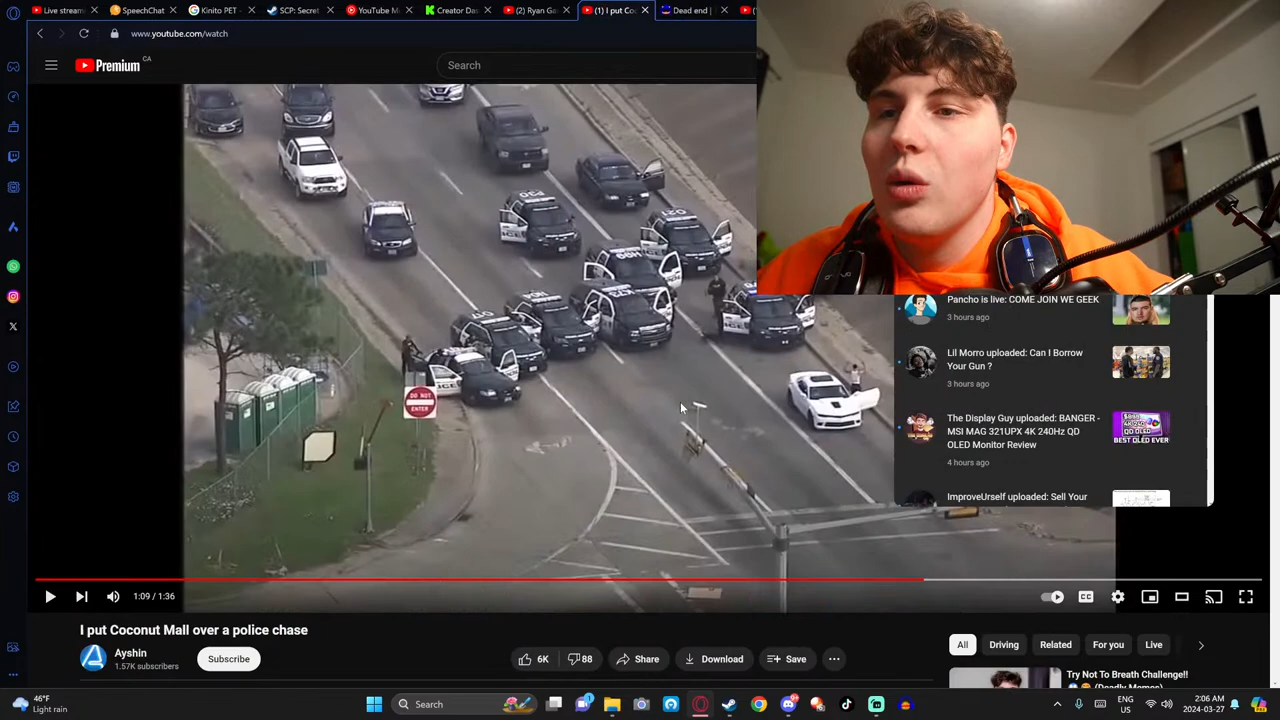 Live stream
SpeechChat
Kinito PET -
SCP: Secret
YouTube M
Creator Das
(2) Ryan Ga
(1) I put Co
Dead end |
www.youtube.com/watch
Premium
CA
Search
DO NOT
ENTER
Pancho is live: COME JOIN WE GEEK
3 hours ago
Lil Morro uploaded: Can I Borrow
Your Gun ?
3 hours ago
The Display Guy uploaded: BANGER -
MSI MAG 321UPX 4K 240Hz QD
OLED Monitor Review
4 hours ago
BEST DLED EVER
ImproveUrself uploaded: Sell Your
1:09 / 1:36
I put Coconut Mall over a police chase
Ayshin
1.57K subscribers
Subscribe
6K
88
Share
Download
Save
All
Driving
Related
For you
Live
Try Not To Breath Challenge!!
(Deadly Memes)
46°F
Light rain
Search
ENG
US
2:06 AM
2024-03-27